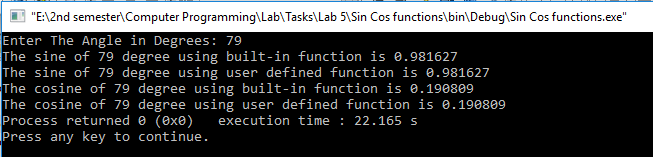 "E:\2nd semester\Computer Programming\Lab\Tasks\Lab 5\Sin Cos functions\bin\Debug\Sin Cos functions.exe"
Enter The Angle in Degrees: 79
The sine of 79 degree using built-in function is 0.981627
The sine of 79 degree using user defined function is 0.981627
The cosine of 79 degree using built-in function is 0.190809
The cosine of 79 degree using user defined function is 0.190809
Process returned 0 (0x0)   execution time : 22.165 s
Press any key to continue.